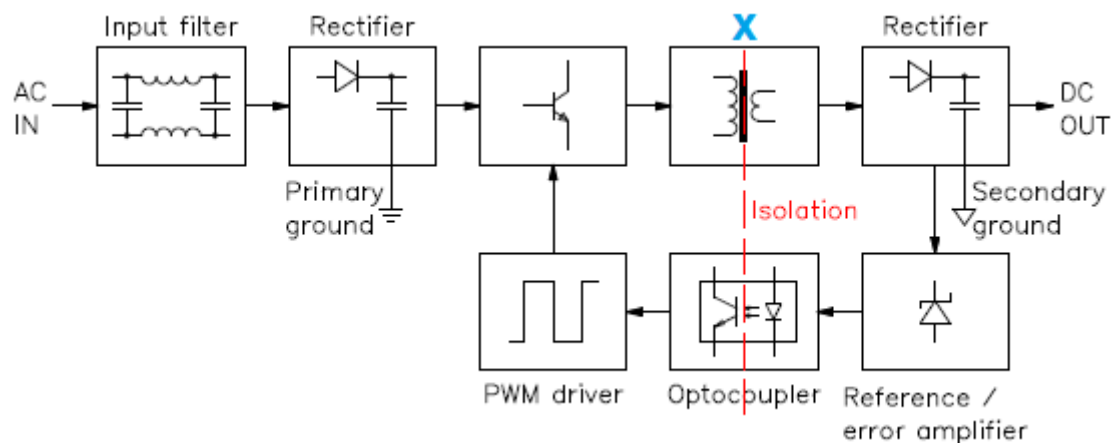 Input filter
Rectifier
X
Rectifier
AC
IN
DC
OUT
Primary
ground
Isolation
Secondary
ground
PWM driver
Optocoupler
Reference /
error amplifier